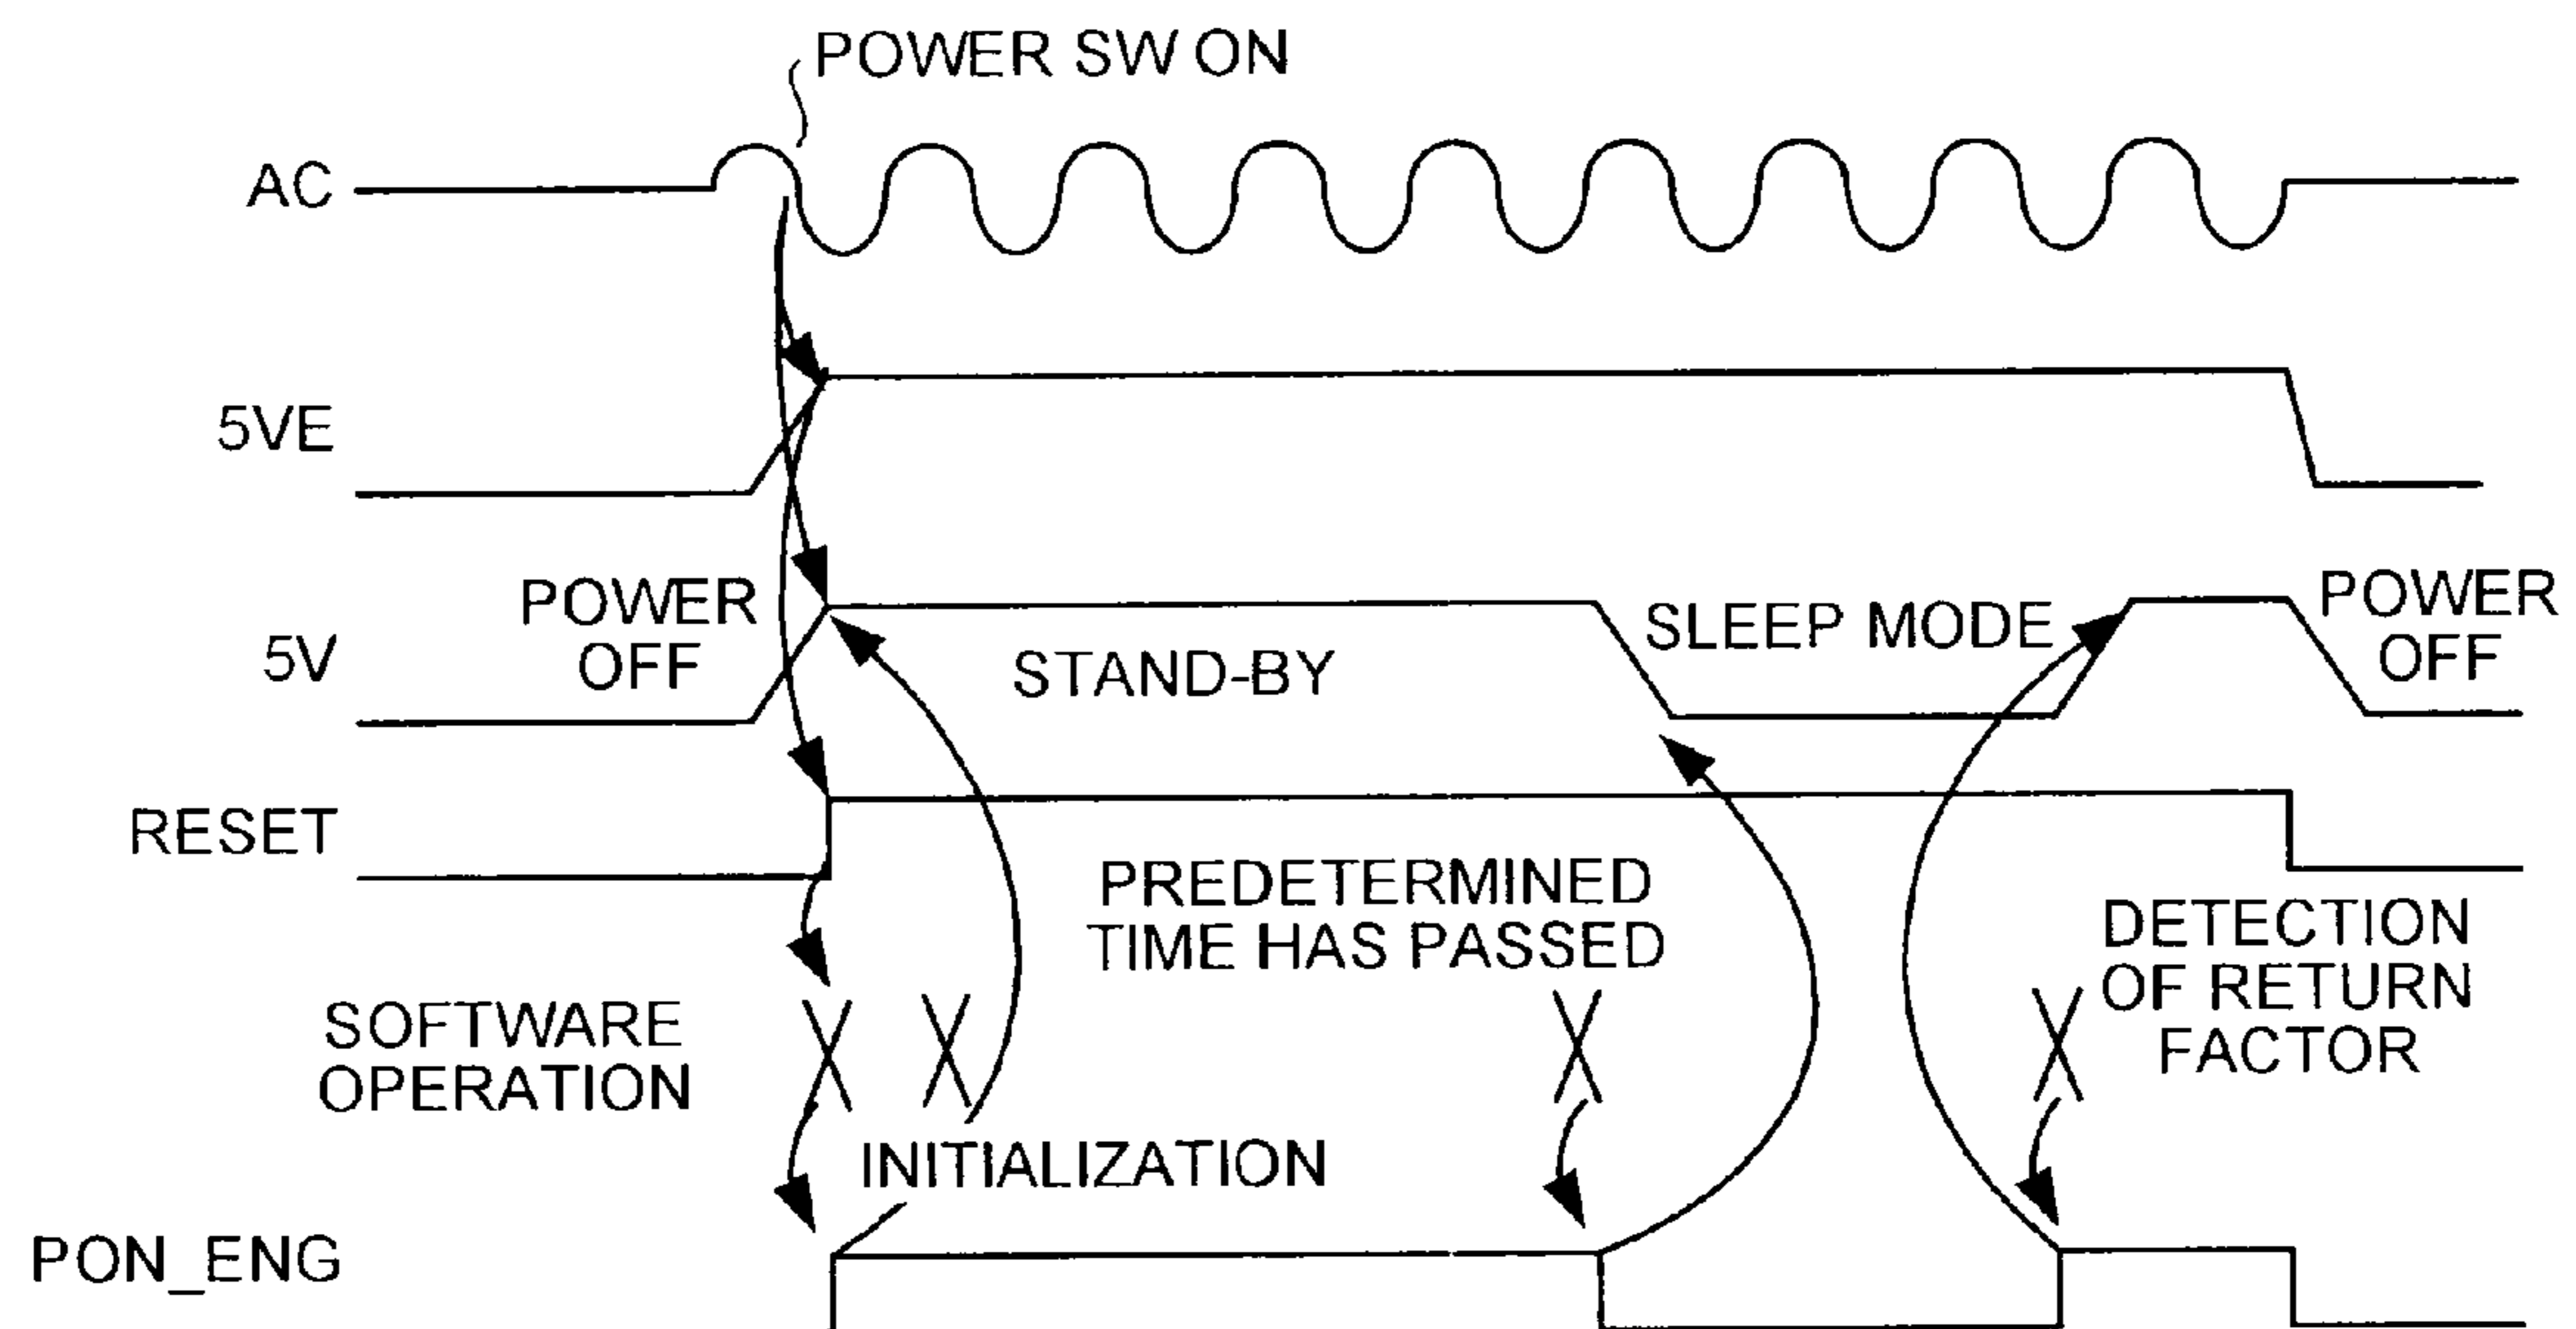 POWER SW ON
AC
5VE
POWER
OFF
5V
STAND-BY
SLEEP MODE
POWER
OFF
RESET
PREDETERMINED
TIME HAS PASSED
DETECTION
OF RETURN
FACTOR
SOFTWARE
OPERATION
INITIALIZATION
PON_ENG